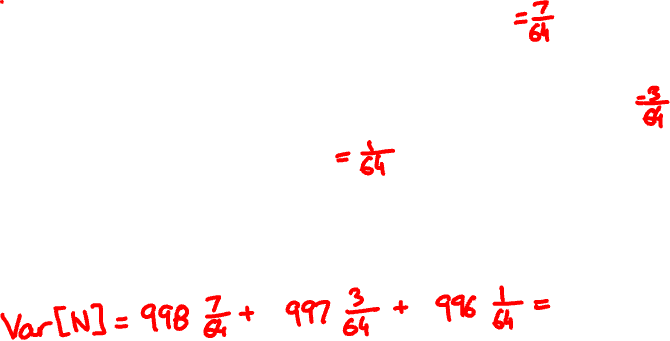 = 7/64
= 3/64
= 1/64
Var[N] = 998 7/64 + 997 3/64 + 996 1/64 =